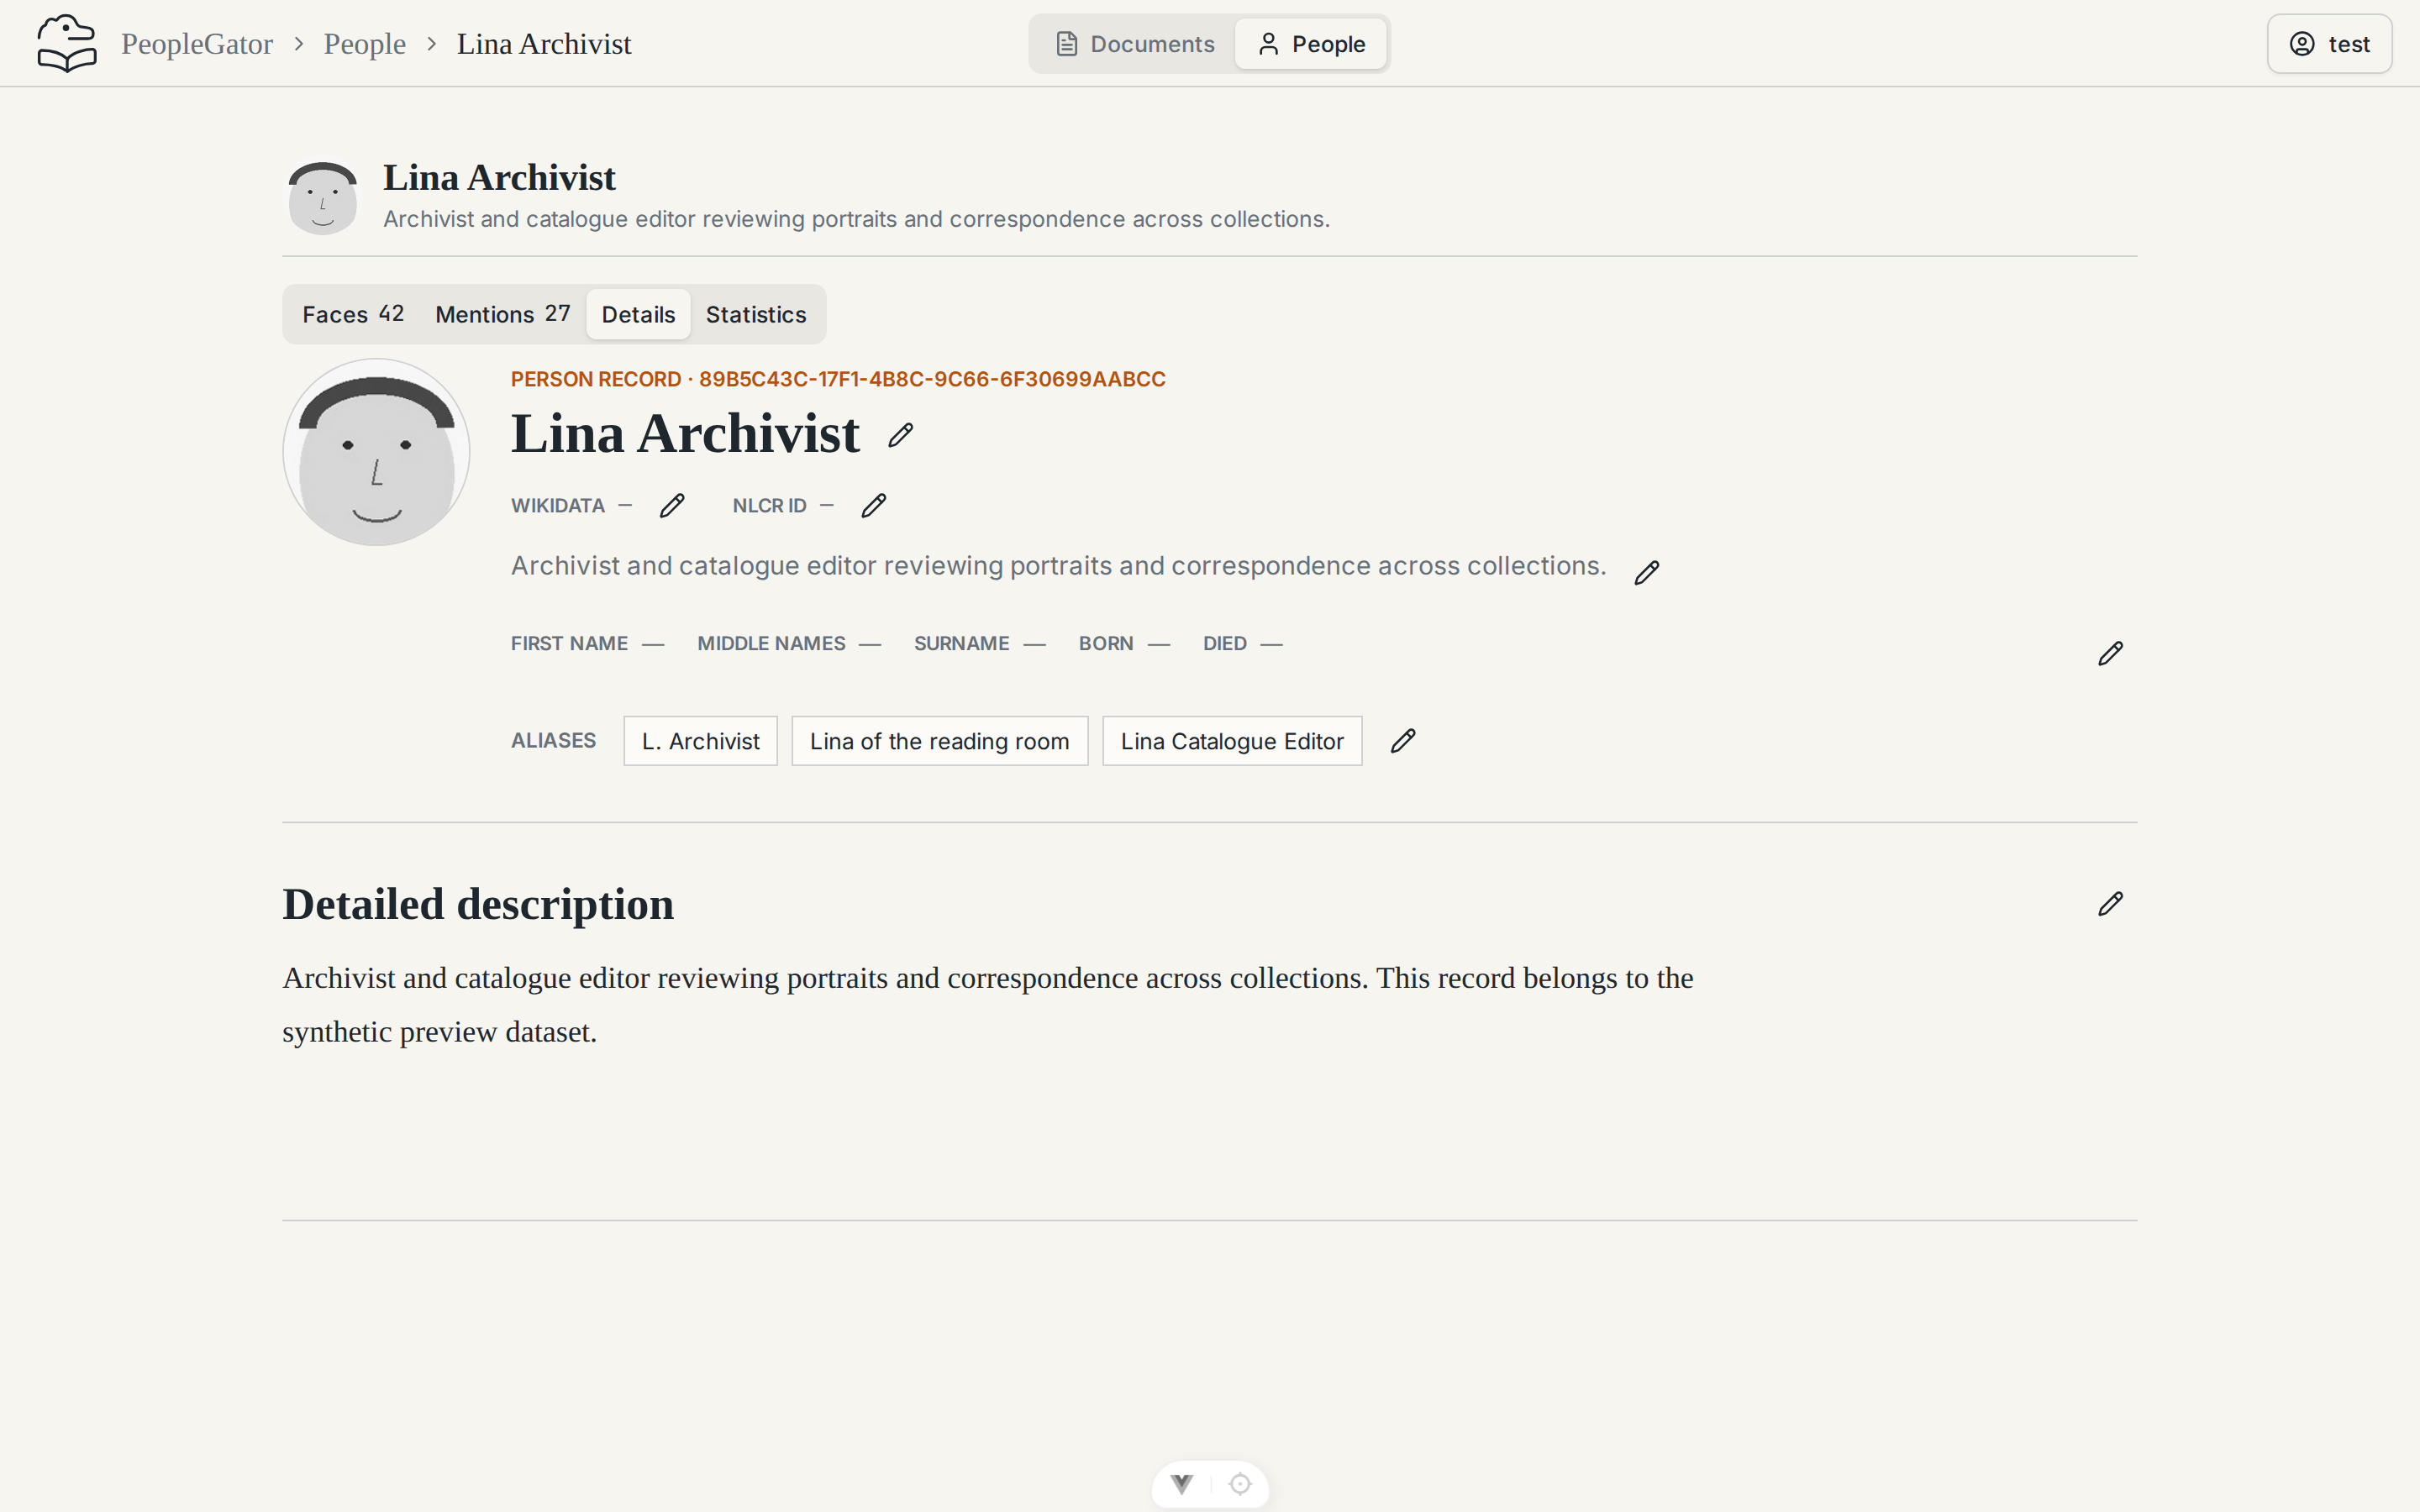 PeopleGator > People > Lina Archivist
Documents People
test
Lina Archivist
Archivist and catalogue editor reviewing portraits and correspondence across collections.
Faces 42 Mentions 27 Details Statistics
PERSON RECORD · 89B5C43C-17F1-4B8C-9C66-6F30699AABCC
Lina Archivist
WIKIDATA — NLCR ID —
Archivist and catalogue editor reviewing portraits and correspondence across collections.
FIRST NAME — MIDDLE NAMES — SURNAME — BORN — DIED —
ALIASES L. Archivist Lina of the reading room Lina Catalogue Editor
Detailed description
Archivist and catalogue editor reviewing portraits and correspondence across collections. This record belongs to the
synthetic preview dataset.